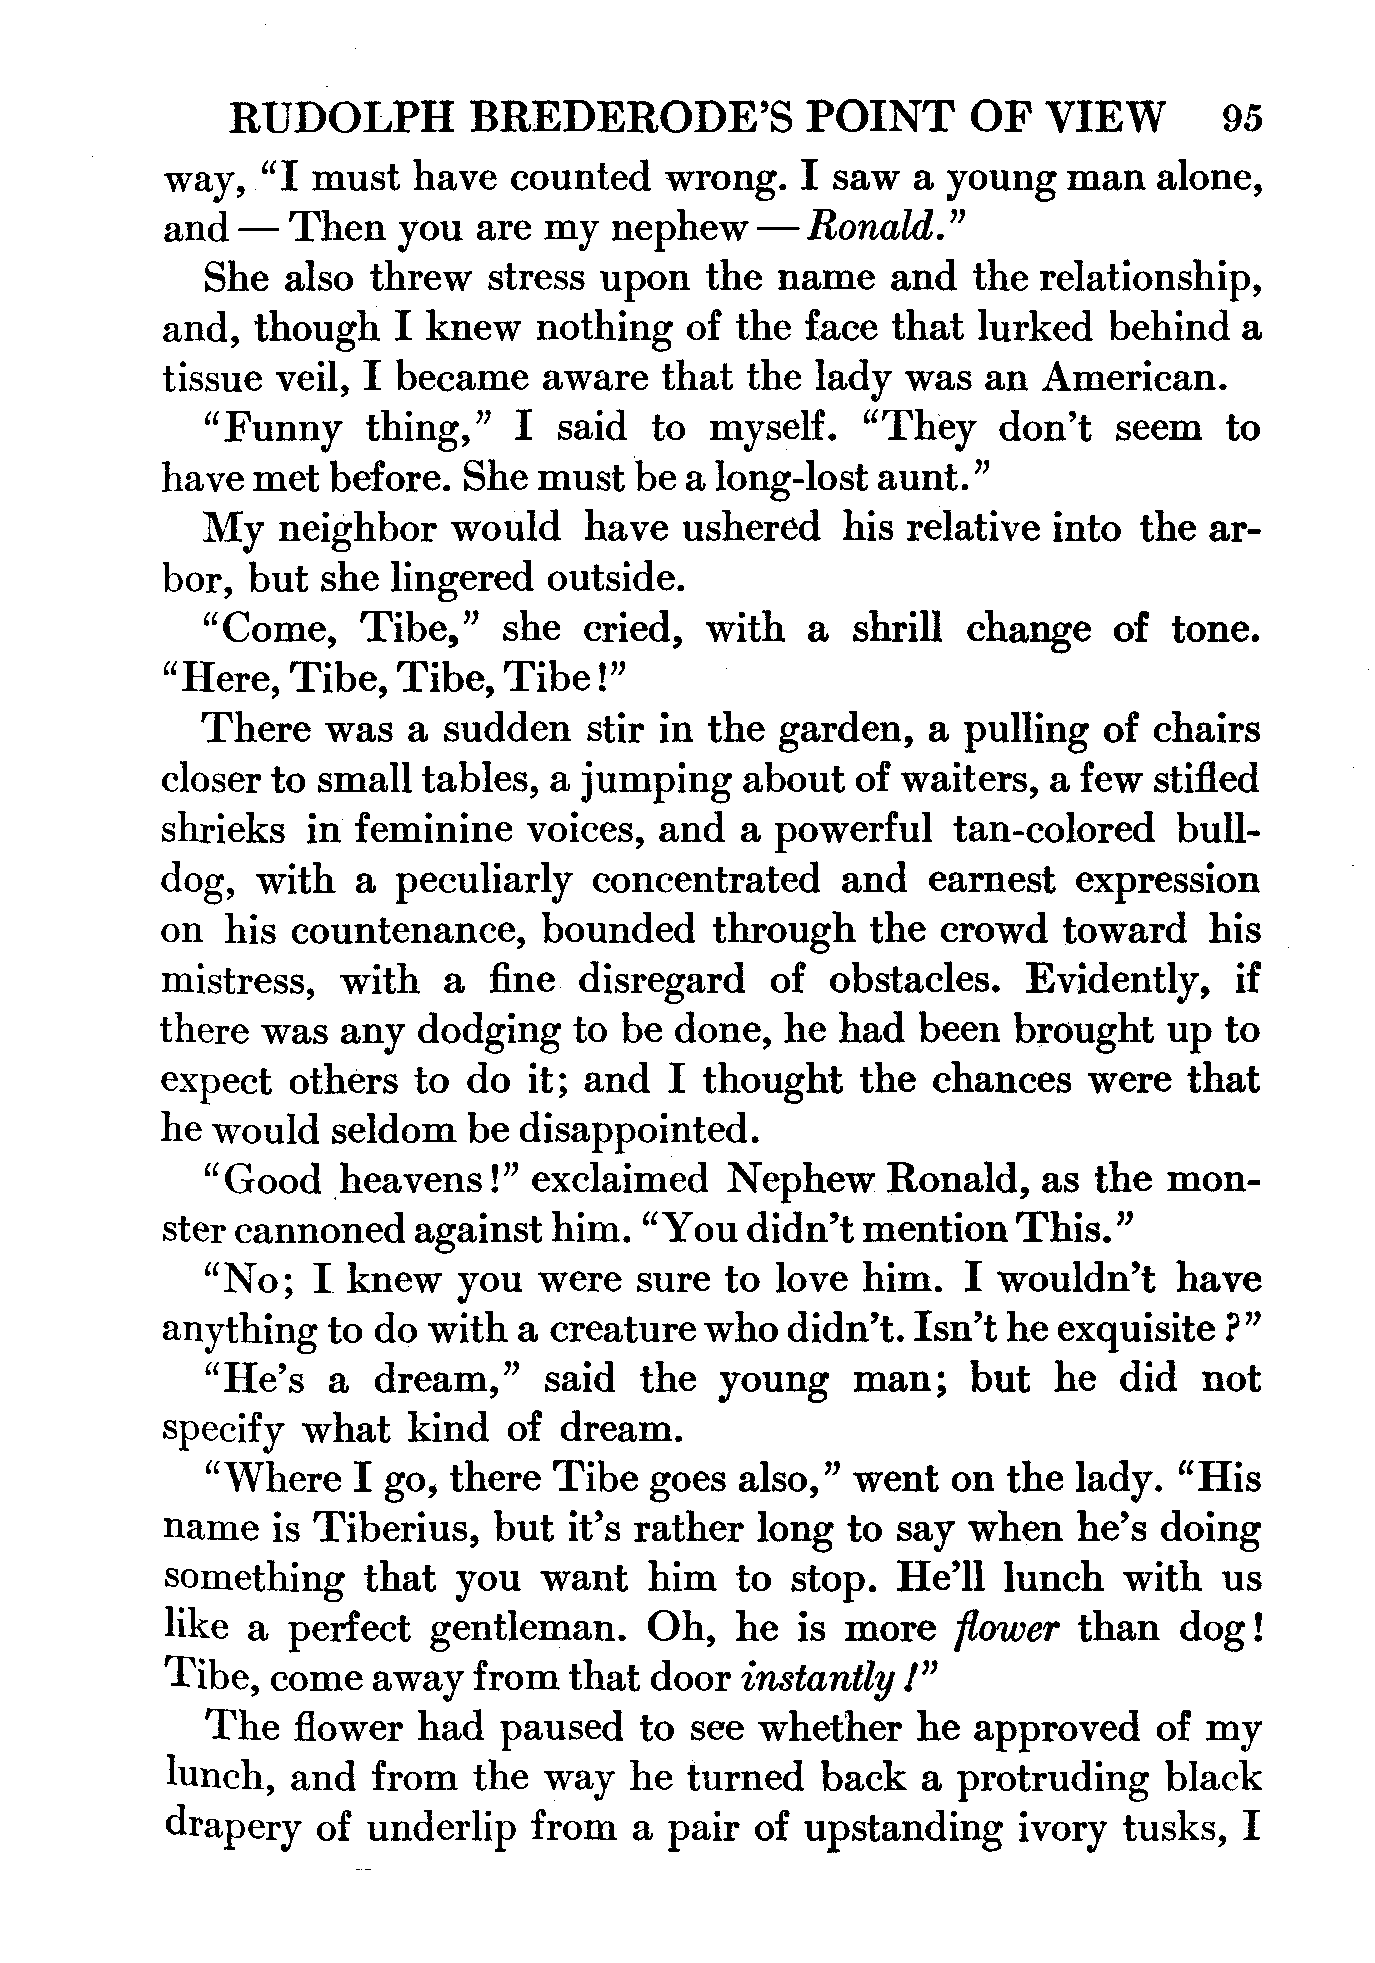 RUDOLPH BREDERODE'S POINT OF VIEW 95
way, "I must have counted wrong. I saw a young man alone,
and — Then you are my nephew — Ronald."
She also threw stress upon the name and the relationship,
and, though I knew nothing of the face that lurked behind a
tissue veil, I became aware that the lady was an American.
"Funny thing," I said to myself. "They don't seem to
have met before. She must be a long-lost aunt."
My neighbor would have ushered his relative into the ar-
bor, but she lingered outside.
"Come, Tibe," she cried, with a shrill change of tone.
"Here, Tibe, Tibe, Tibe!"
There was a sudden stir in the garden, a pulling of chairs
closer to small tables, a jumping about of waiters, a few stifled
shrieks in feminine voices, and a powerful tan-colored bull-
dog, with a peculiarly concentrated and earnest expression
on his countenance, bounded through the crowd toward his
mistress, with a fine disregard of obstacles. Evidently, if
there was any dodging to be done, he had been brought up to
expect others to do it; and I thought the chances were that
he would seldom be disappointed.
"Good heavens!" exclaimed Nephew Ronald, as the mon-
ster cannoned against him. "You didn't mention This."
"No; I knew you were sure to love him. I wouldn't have
anything to do with a creature who didn't. Isn't he exquisite?"
"He's a dream," said the young man; but he did not
specify what kind of dream.
"Where I go, there Tibe goes also," went on the lady. "His
name is Tiberius, but it's rather long to say when he's doing
something that you want him to stop. He'll lunch with us
like a perfect gentleman. Oh, he is more flower than dog!
Tibe, come away from that door instantly!"
The flower had paused to see whether he approved of my
lunch, and from the way he turned back a protruding black
drapery of underlip from a pair of upstanding ivory tusks, I